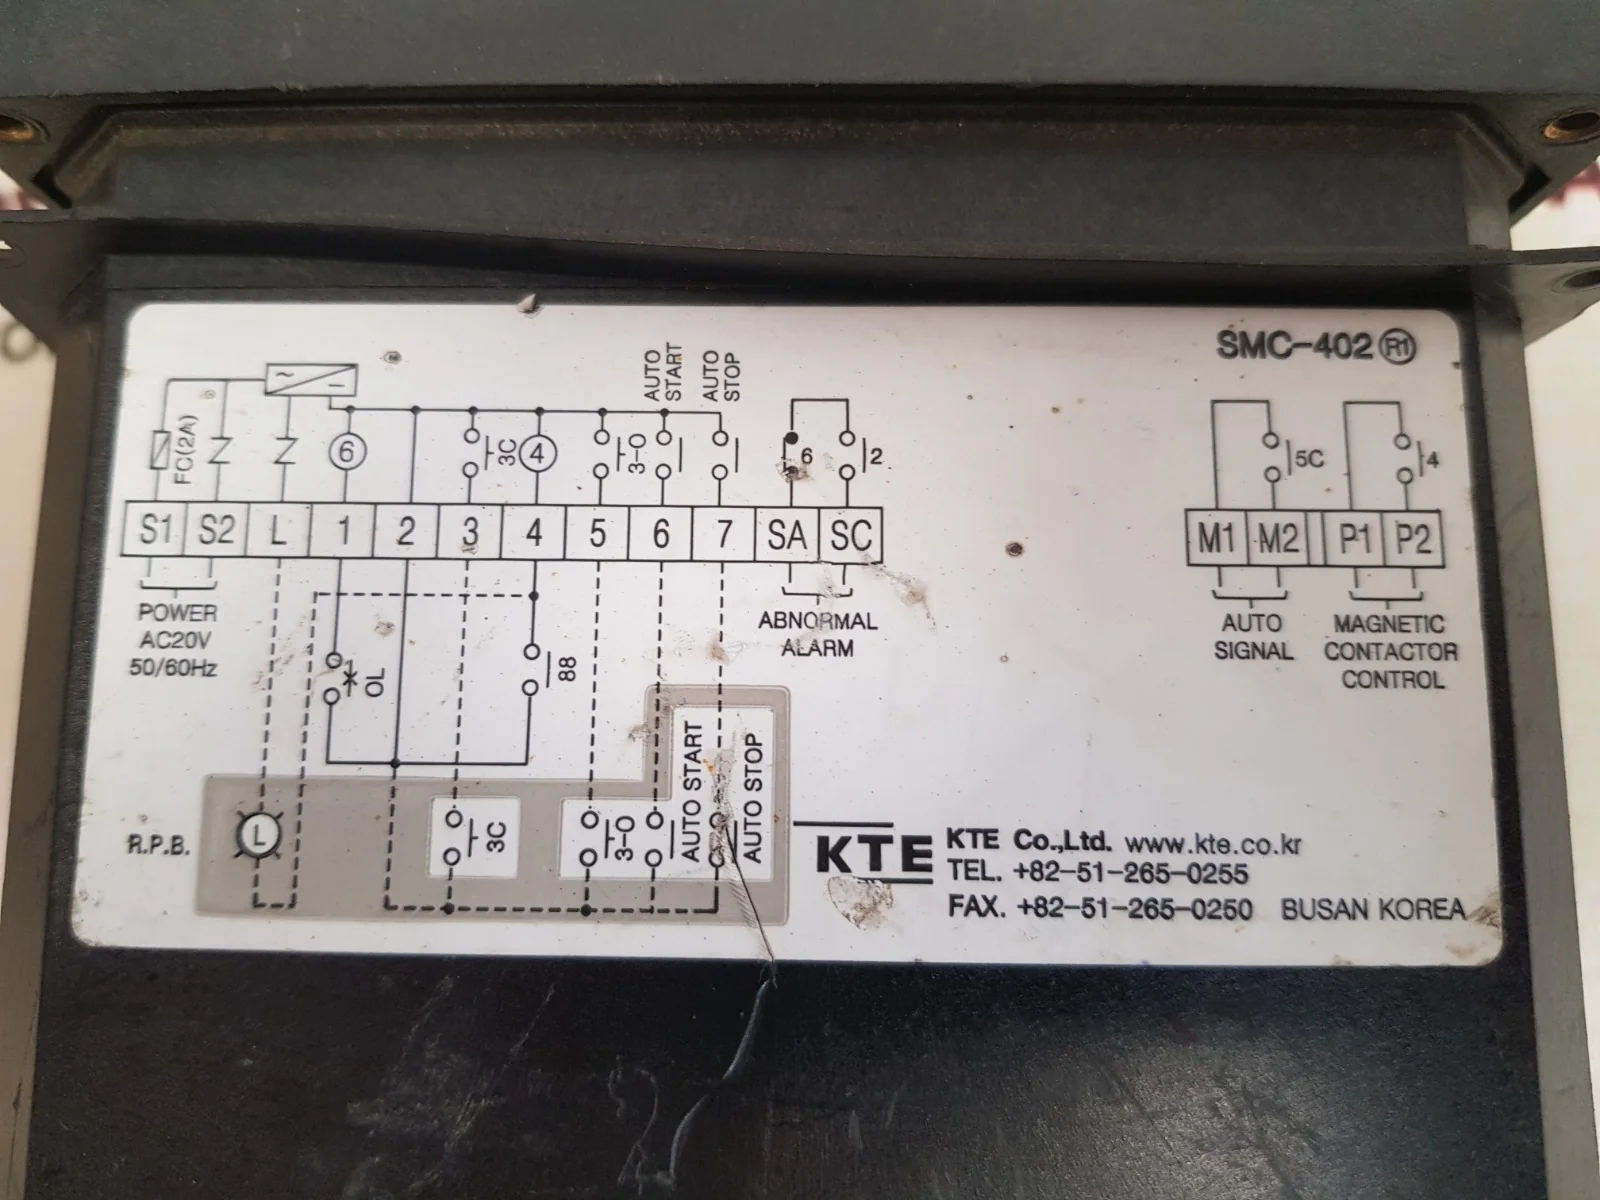 SMC-402 R1
AUTO START
AUTO STOP
~
–
FC(2A)
6
3C
4
3-O
6
2
5C
4
S1 S2 L 1 2 3 4 5 6 7 SA SC
M1 M2 P1 P2
POWER
AC20V
50/60Hz
OL
88
ABNORMAL
ALARM
AUTO
SIGNAL
MAGNETIC
CONTACTOR
CONTROL
R.P.B.
L
3C
3-O
AUTO START
AUTO STOP
KTE
KTE Co.,Ltd. www.kte.co.kr
TEL. +82-51-265-0255
FAX. +82-51-265-0250 BUSAN KOREA